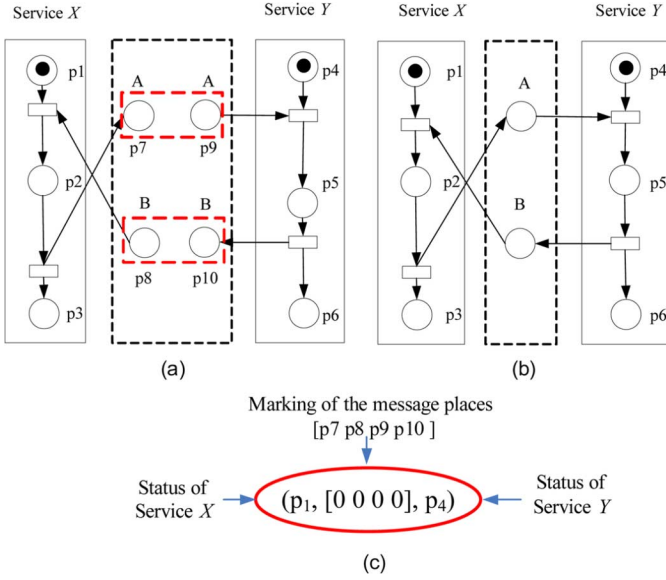 Service X
Service Y
Service X
Service Y
p1
A
A
p4
p1
A
p4
p7
p9
p2
p5
p2
p5
B
B
B
p8
p10
p3
p6
p3
p6
(a)
(b)
Marking of the message places
[p7 p8 p9 p10 ]
Status of
Service X
(p₁, [0 0 0 0], p₄)
Status of
Service Y
(c)